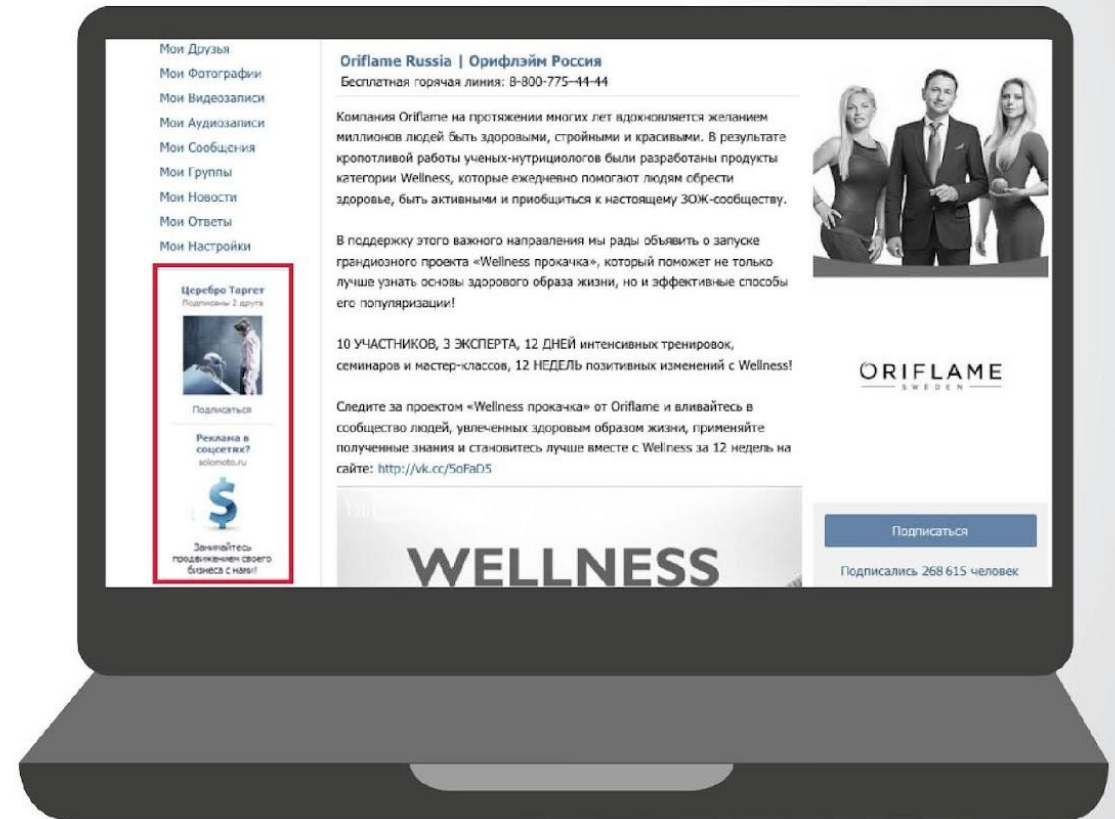 Мои Друзья
Мои Фотографии
Мои Видеозаписи
Мои Аудиозаписи
Мои Сообщения
Мои Группы
Мои Новости
Мои Ответы
Мои Настройки
Церебро Таргет
Подписаны 2 друга
Подписаться
Реклама в
соцсетях?
solomoto.ru
$
Занимайтесь
продвижением своего
бизнеса с нами!
Oriflame Russia | Орифлэйм Россия
Бесплатная горячая линия: 8-800-775–44-44
Компания Oriflame на протяжении многих лет вдохновляется желанием
миллионов людей быть здоровыми, стройными и красивыми. В результате
кропотливой работы ученых-нутрициологов были разработаны продукты
категории Wellness, которые ежедневно помогают людям обрести
здоровье, быть активными и приобщиться к настоящему ЗОЖ-сообществу.
В поддержку этого важного направления мы рады объявить о запуске
грандиозного проекта «Wellness прокачка», который поможет не только
лучше узнать основы здорового образа жизни, но и эффективные способы
его популяризации!
10 УЧАСТНИКОВ, 3 ЭКСПЕРТА, 12 ДНЕЙ интенсивных тренировок,
семинаров и мастер-классов, 12 НЕДЕЛЬ позитивных изменений с Wellness!
Следите за проектом «Wellness прокачка» от Oriflame и вливайтесь в
сообщество людей, увлеченных здоровым образом жизни, применяйте
полученные знания и становитесь лучше вместе с Wellness за 12 недель на
сайте: http://vk.cc/5oFaD5
WELLNESS
ORIFLAME
SWEDEN
Подписаться
Подписались 268 615 человек